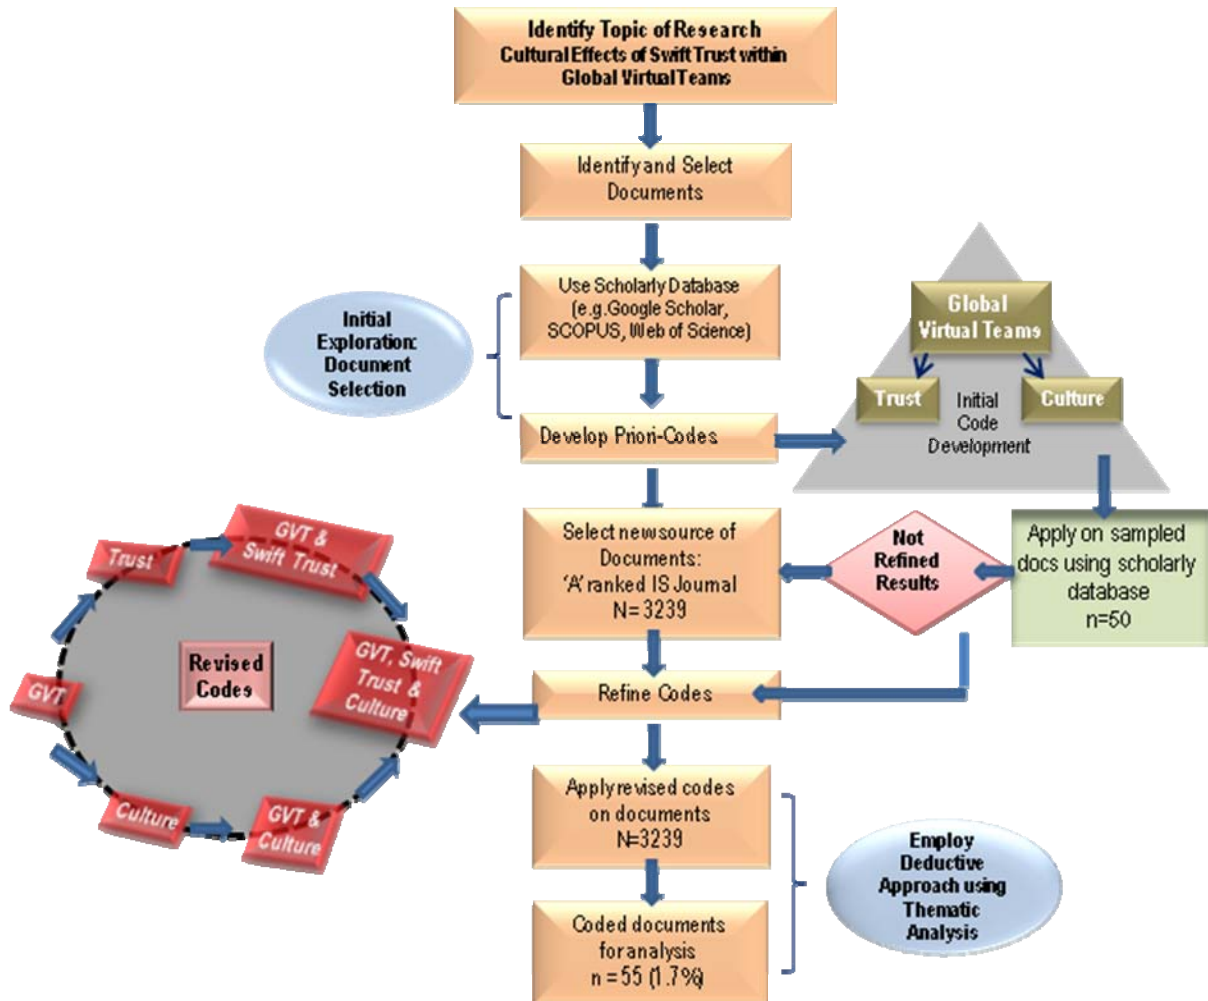 Identify Topic of Research
Cultural Effects of Swift Trust within
Global Virtual Teams
Identify and Select
Documents
Use Scholarly Database
(e.g.Google Scholar,
SCOPUS, Web of Science)
Initial
Exploration:
Document
Selection
Develop Priori-Codes
Global
Virtual Teams
Trust
Culture
Initial
Code
Development
Select new source of
Documents:
'A' ranked IS Journal
N= 3239
Not
Refined
Results
Apply on sampled
docs using scholarly
database
n=50
Refine Codes
Revised
Codes
GVT
Trust
GVT &
Swift Trust
GVT, Swift
Trust &
Culture
Culture
GVT &
Culture
Apply revised codes
on documents
N=3239
Coded documents
for analysis
n = 55 (1.7%)
Employ
Deductive
Approach using
Thematic
Analysis